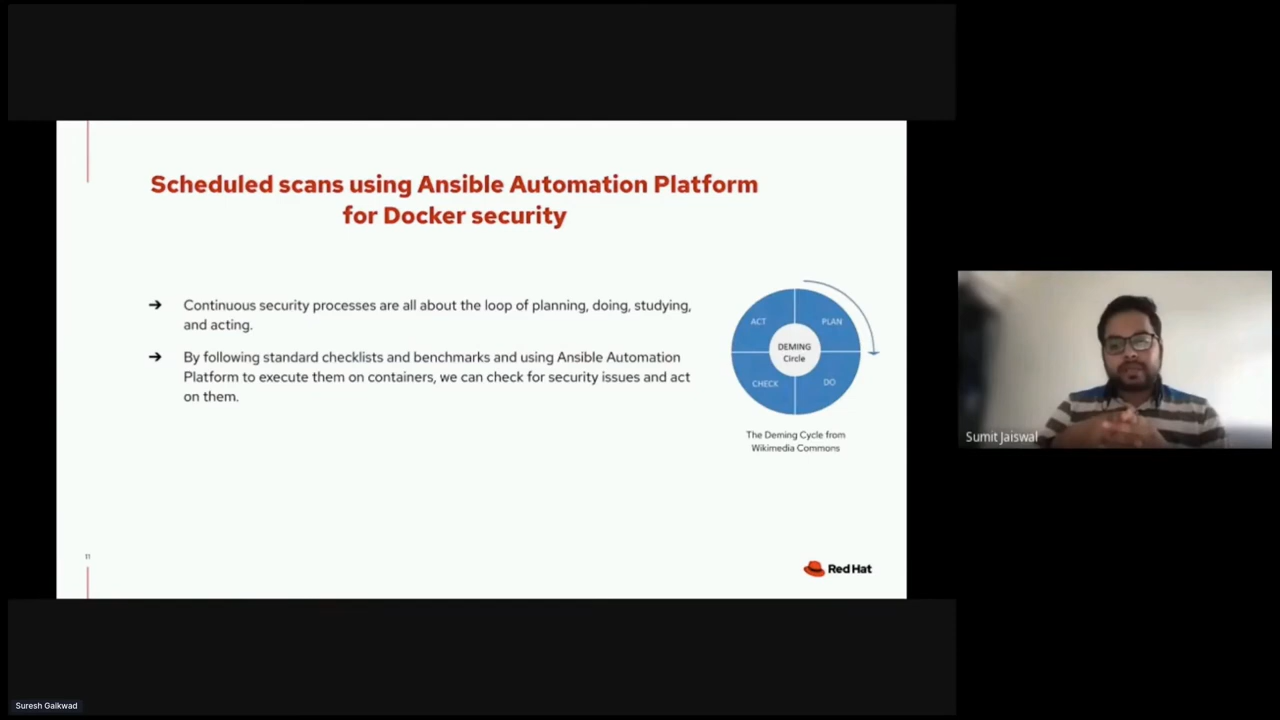 Scheduled scans using Ansible Automation Platform
for Docker security
➔ Continuous security processes are all about the loop of planning, doing, studying,
and acting.
➔ By following standard checklists and benchmarks and using Ansible Automation
Platform to execute them on containers, we can check for security issues and act
on them.
ACT
PLAN
DEMING
Circle
CHECK
DO
The Deming Cycle from
Wikimedia Commons
11
Red Hat
Sumit Jaiswal
Suresh Gaikwad